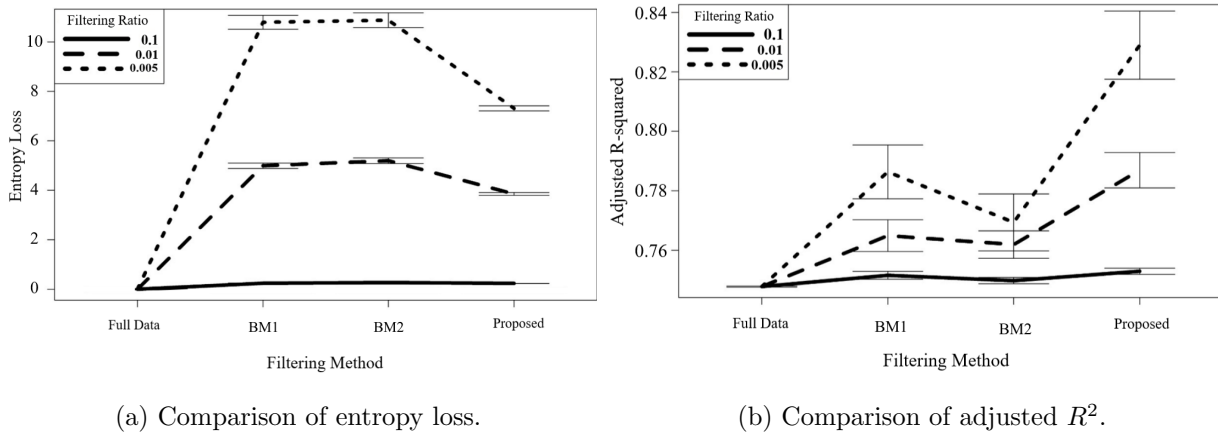 Filtering Ratio
0.1
0.01
0.005
Entropy Loss
10
8
6
4
2
0
Full Data
BM1
BM2
Proposed
Filtering Method
(a) Comparison of entropy loss.
Filtering Ratio
0.1
0.01
0.005
Adjusted R-squared
0.84
0.82
0.80
0.78
0.76
Full Data
BM1
BM2
Proposed
Filtering Method
(b) Comparison of adjusted R².